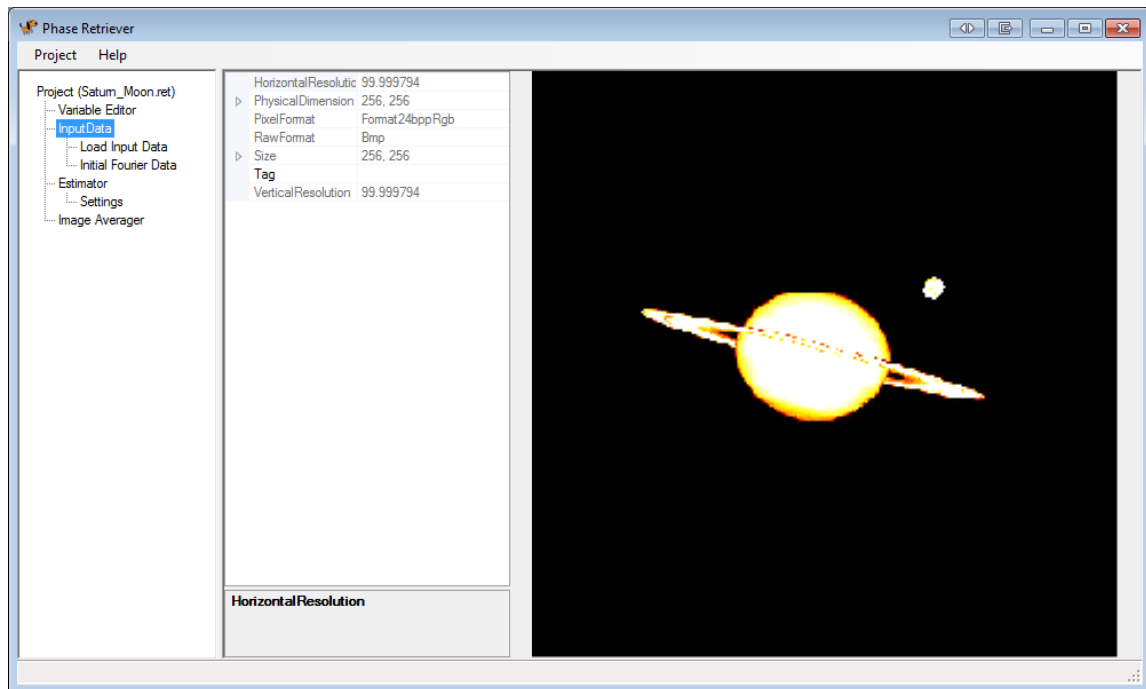 Phase Retriever
Project Help
Project (Saturn_Moon.ret)
Variable Editor
InputData
Load Input Data
Initial Fourier Data
Estimator
Settings
Image Averager
HorizontalResolutic 99.999794
PhysicalDimension 256, 256
PixelFormat Format24bppRgb
RawFormat Bmp
Size 256, 256
Tag
VerticalResolution 99.999794
HorizontalResolution